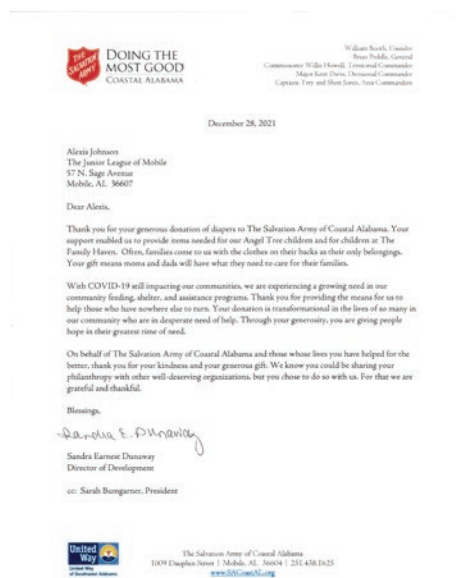 THE SALVATION ARMY
DOING THE
MOST GOOD
COASTAL ALABAMA
William Booth, Founder
Brian Peddle, General
Commissioner Willis Howell, Territorial Commander
Major Kent Davis, Divisional Commander
Captains Trey and Sheri Jones, Area Commanders
December 28, 2021
Alexis Johnson
The Junior League of Mobile
57 N. Sage Avenue
Mobile, AL 36607
Dear Alexis,
Thank you for your generous donation of diapers to The Salvation Army of Coastal Alabama. Your
support enabled us to provide items needed for our Angel Tree children and for children at The
Family Haven. Often, families come to us with the clothes on their backs as their only belongings.
Your gift means moms and dads will have what they need to care for their families.
With COVID-19 still impacting our communities, we are experiencing a growing need in our
community feeding, shelter, and assistance programs. Thank you for providing the means for us to
help those who have nowhere else to turn. Your donation is transformational in the lives of so many in
our community who are in desperate need of help. Through your generosity, you are giving people
hope in their greatest time of need.
On behalf of The Salvation Army of Coastal Alabama and those whose lives you have helped for the
better, thank you for your kindness and your generous gift. We know you could be sharing your
philanthropy with other well-deserving organizations, but you chose to do so with us. For that we are
grateful and thankful.
Blessings,
Sandra E. Dunaway
Sandra Earnest Dunaway
Director of Development
cc: Sarah Bumgarner, President
United
Way
United Way
of Southwest Alabama
The Salvation Army of Coastal Alabama
1009 Dauphin Street | Mobile, AL 36604 | 251.438.1625
www.SACoastAL.org